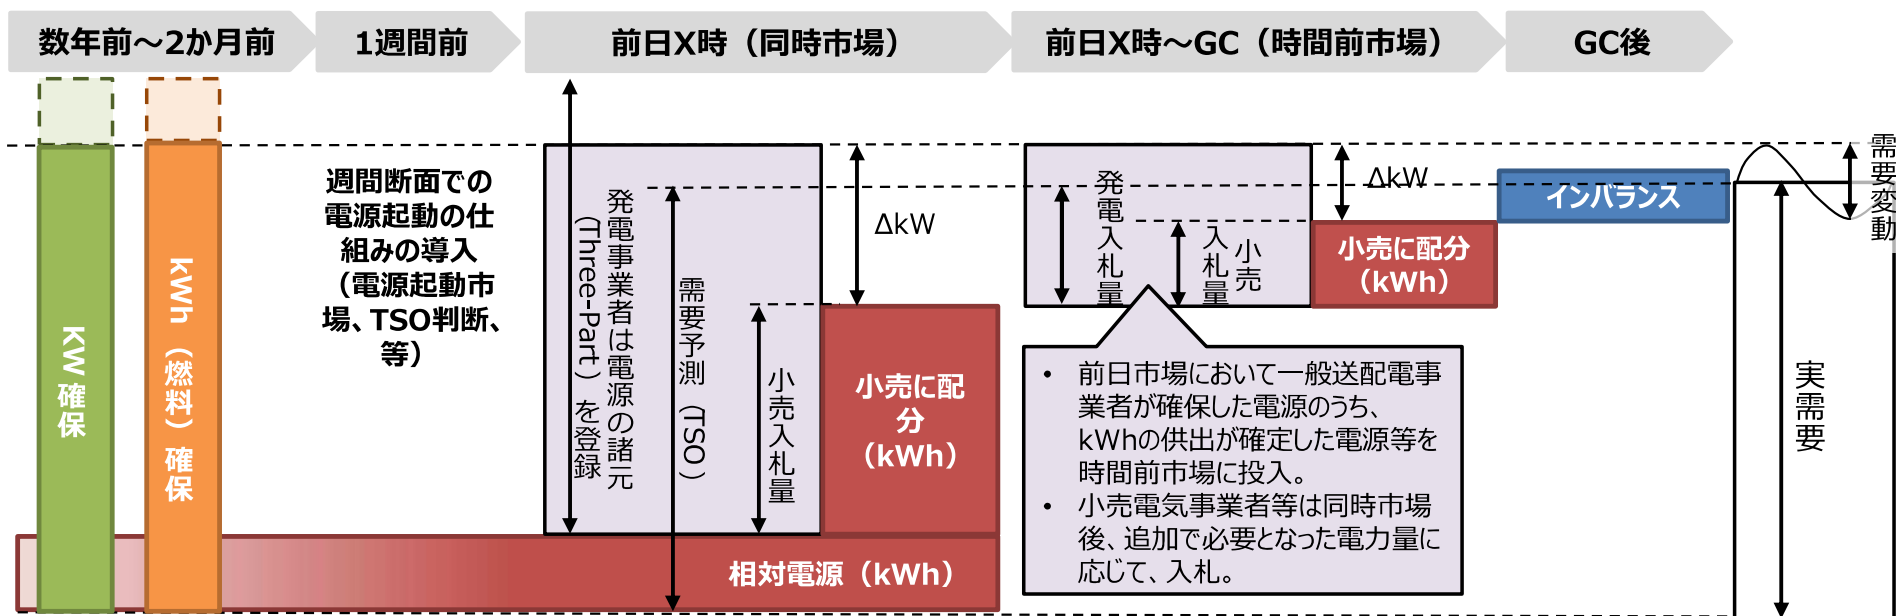 数年前～2か月前
1週間前
前日X時（同時市場）
前日X時～GC（時間前市場）
GC後
KW確保
kWh（燃料）確保
週間断面での
電源起動の仕
組みの導入
（電源起動市
場、TSO判断、
等）
発電事業者は電源の諸元
（Three-Part）を登録
需要予測（TSO）
小売入札量
ΔkW
小売に配
分
（kWh）
相対電源（kWh）
発電入札量
小売
入札量
ΔkW
小売に配分
（kWh）
• 前日市場において一般送配電事
業者が確保した電源のうち、
kWhの供出が確定した電源等を
時間前市場に投入。
• 小売電気事業者等は同時市場
後、追加で必要となった電力量に
応じて、入札。
インバランス
需要変動
実需要